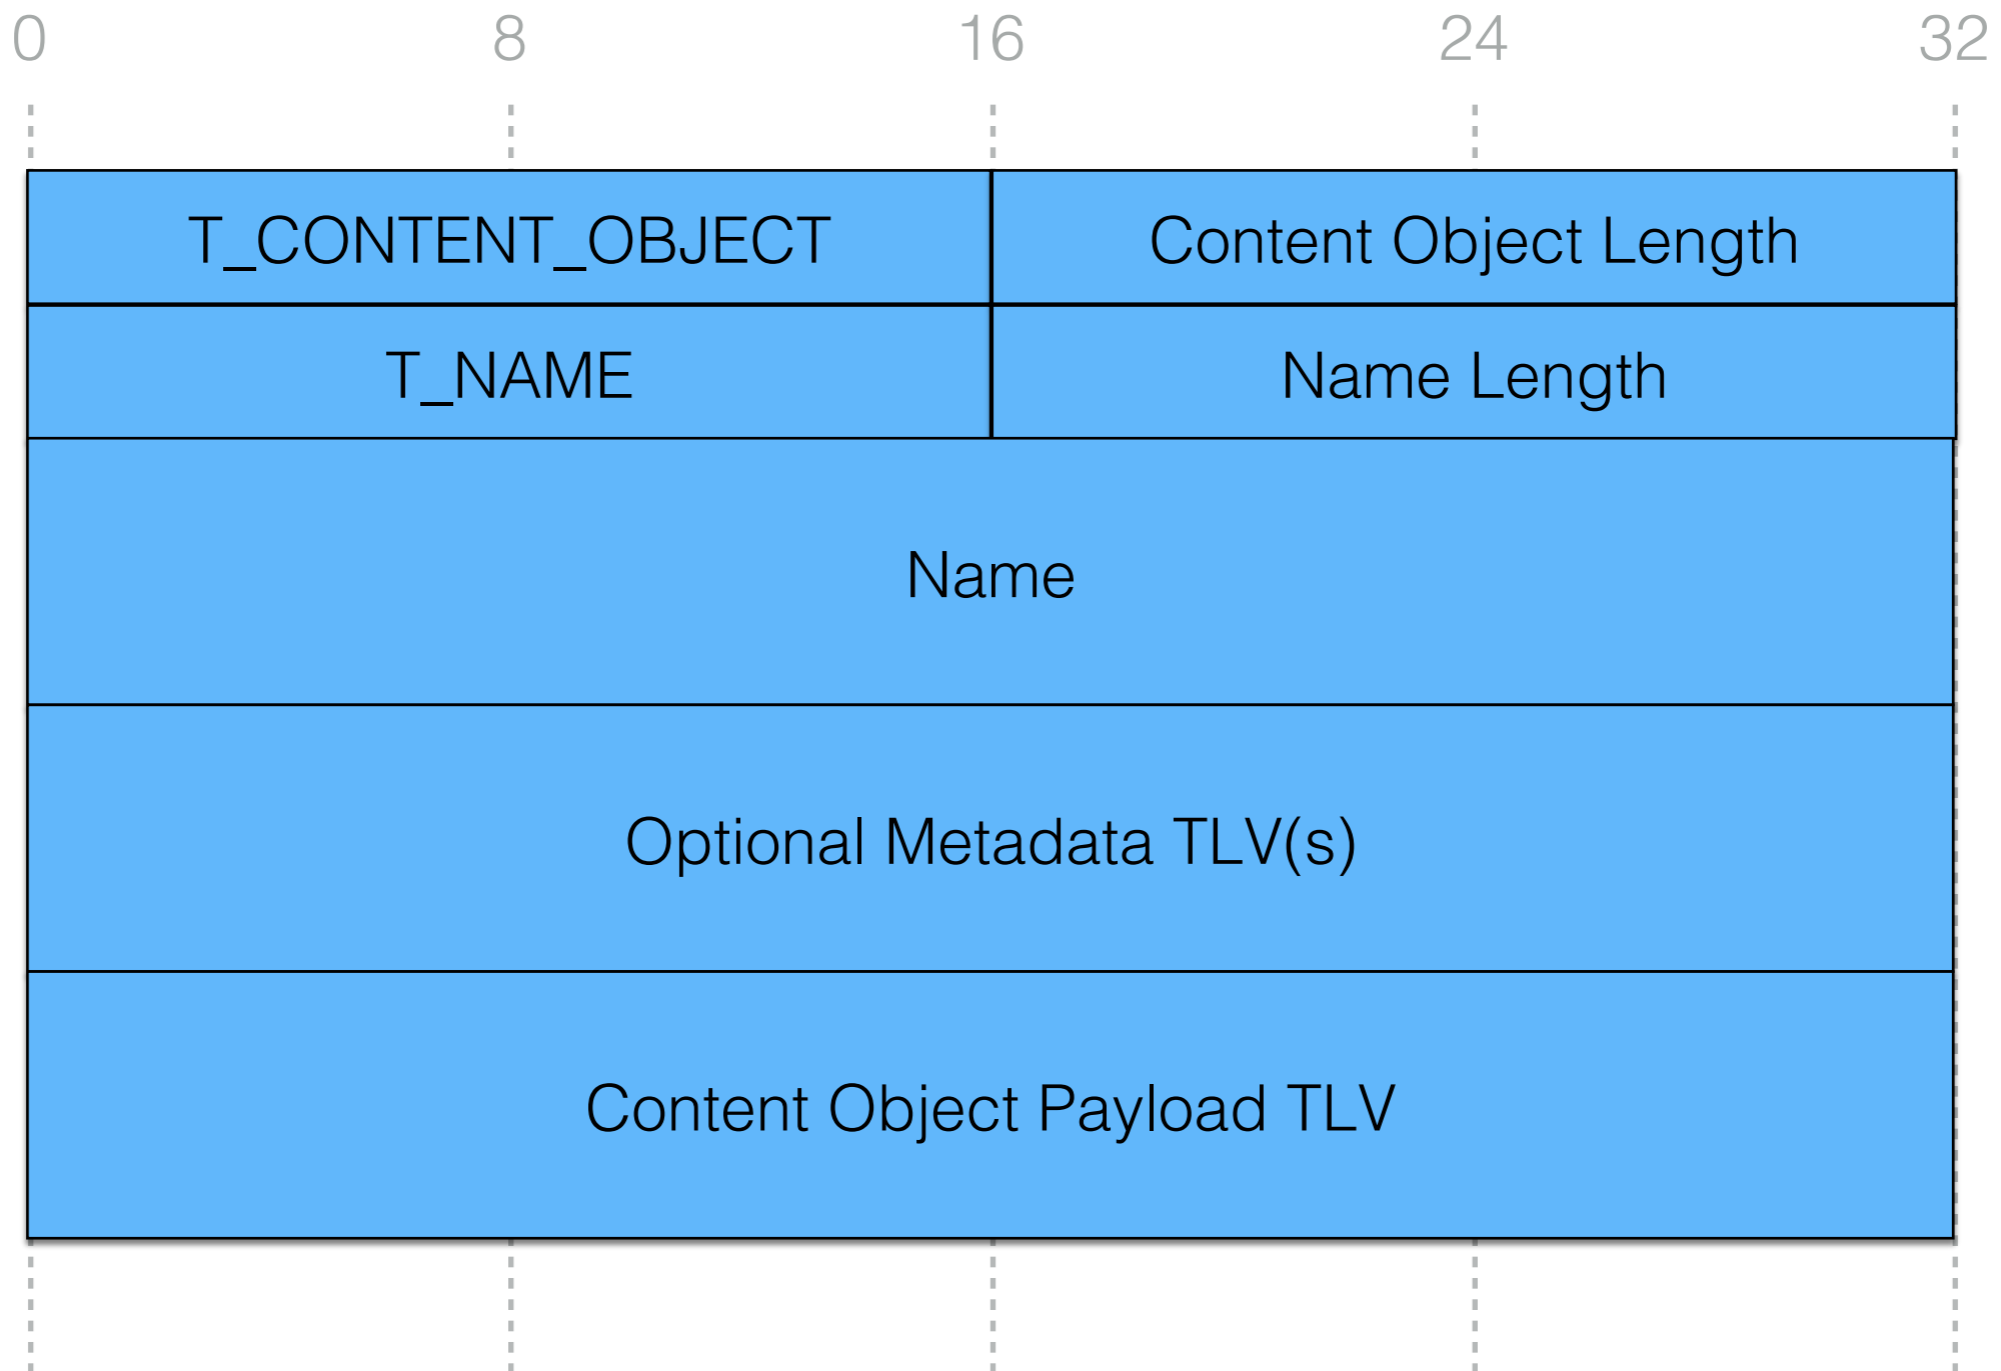 0 8 16 24 32
T_CONTENT_OBJECT Content Object Length
T_NAME Name Length
Name
Optional Metadata TLV(s)
Content Object Payload TLV